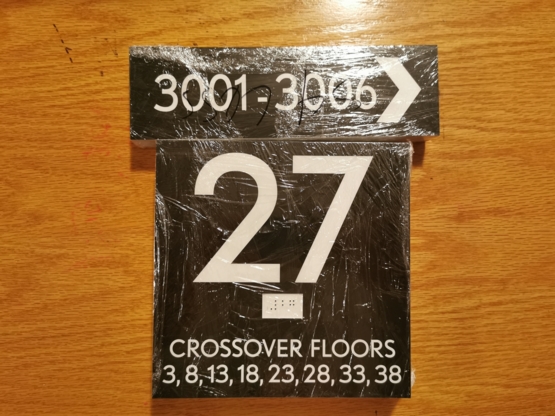 3001-3006
27
CROSSOVER FLOORS
3, 8, 13, 18, 23, 28, 33, 38